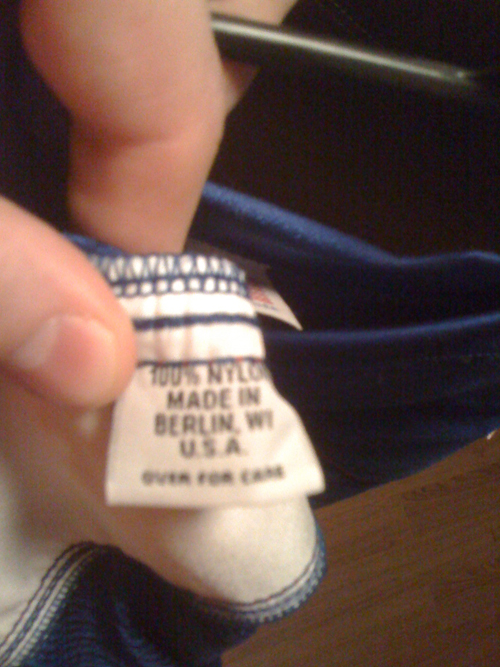 100% NYLON
MADE IN
BERLIN, WI
U.S.A.
OVER FOR CARE